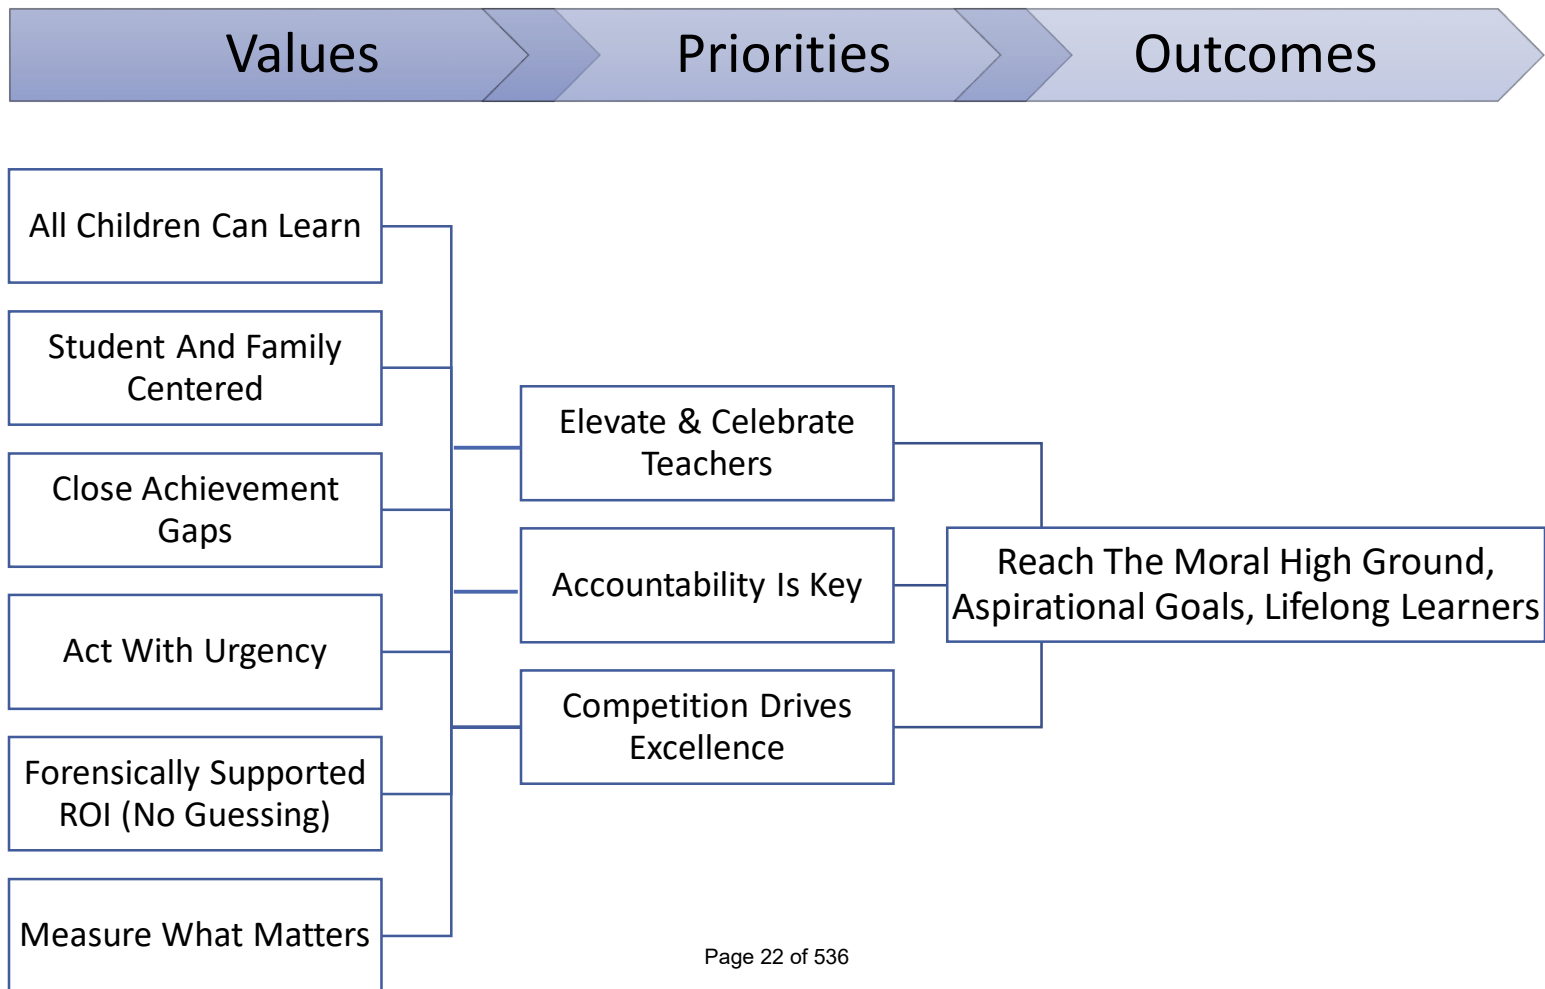 Values
Priorities
Outcomes
All Children Can Learn
Student And Family
Centered
Close Achievement
Gaps
Act With Urgency
Forensically Supported
ROI (No Guessing)
Measure What Matters
Elevate & Celebrate
Teachers
Accountability Is Key
Competition Drives
Excellence
Reach The Moral High Ground,
Aspirational Goals, Lifelong Learners
Page 22 of 536